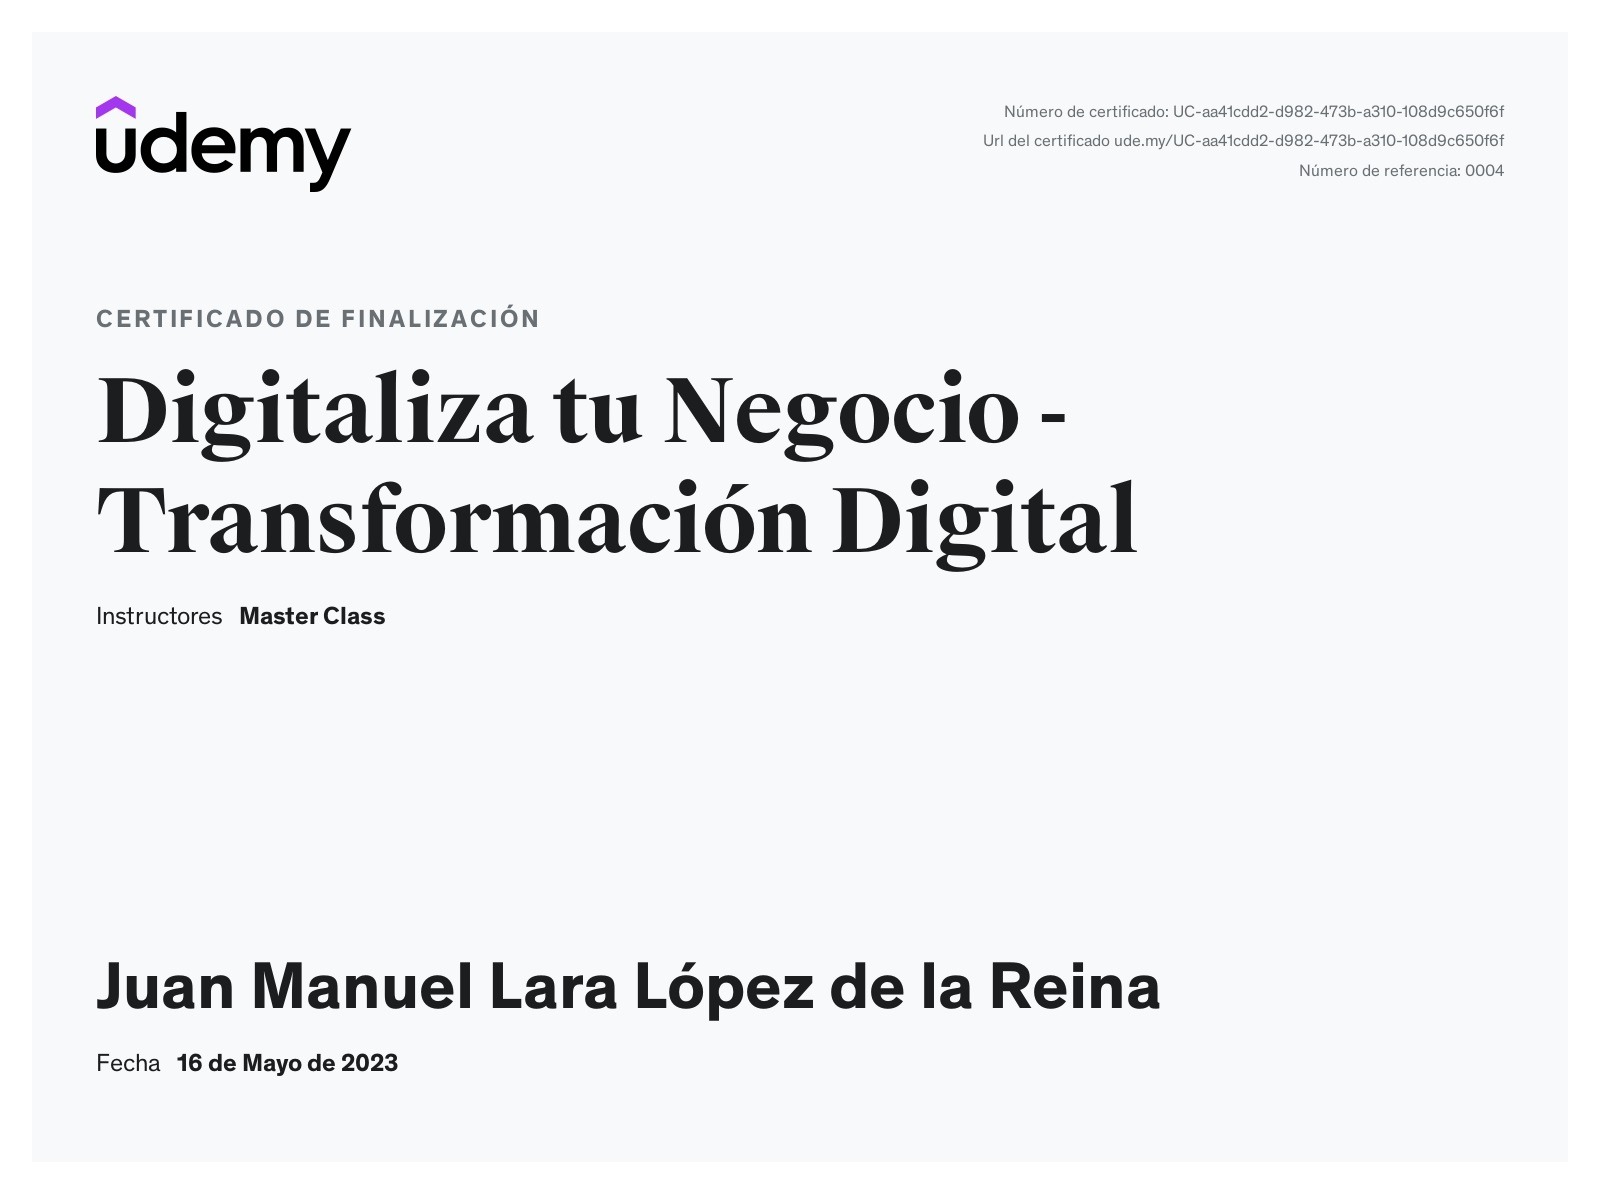 udemy
Número de certificado: UC-aa41cdd2-d982-473b-a310-108d9c650f6f
Url del certificado ude.my/UC-aa41cdd2-d982-473b-a310-108d9c650f6f
Número de referencia: 0004
CERTIFICADO DE FINALIZACIÓN
Digitaliza tu Negocio -
Transformación Digital
Instructores Master Class
Juan Manuel Lara López de la Reina
Fecha 16 de Mayo de 2023